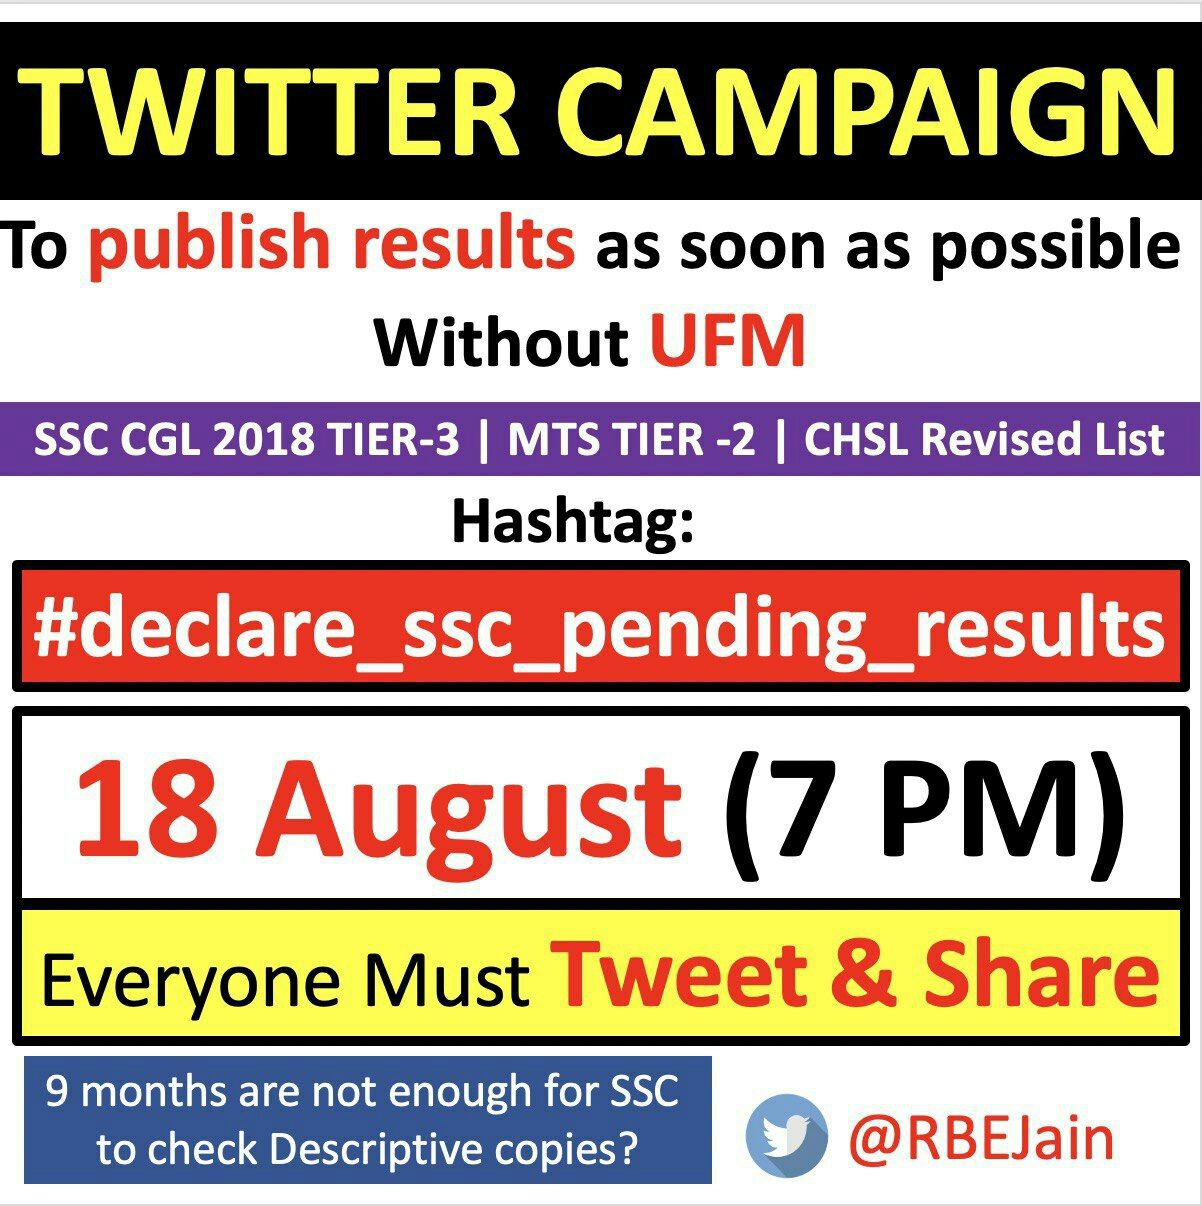 TWITTER CAMPAIGN
To publish results as soon as possible
Without UFM
SSC CGL 2018 TIER-3 | MTS TIER -2 | CHSL Revised List
Hashtag:
#declare_ssc_pending_results
18 August (7 PM)
Everyone Must Tweet & Share
9 months are not enough for SSC
to check Descriptive copies?
@RBEJain